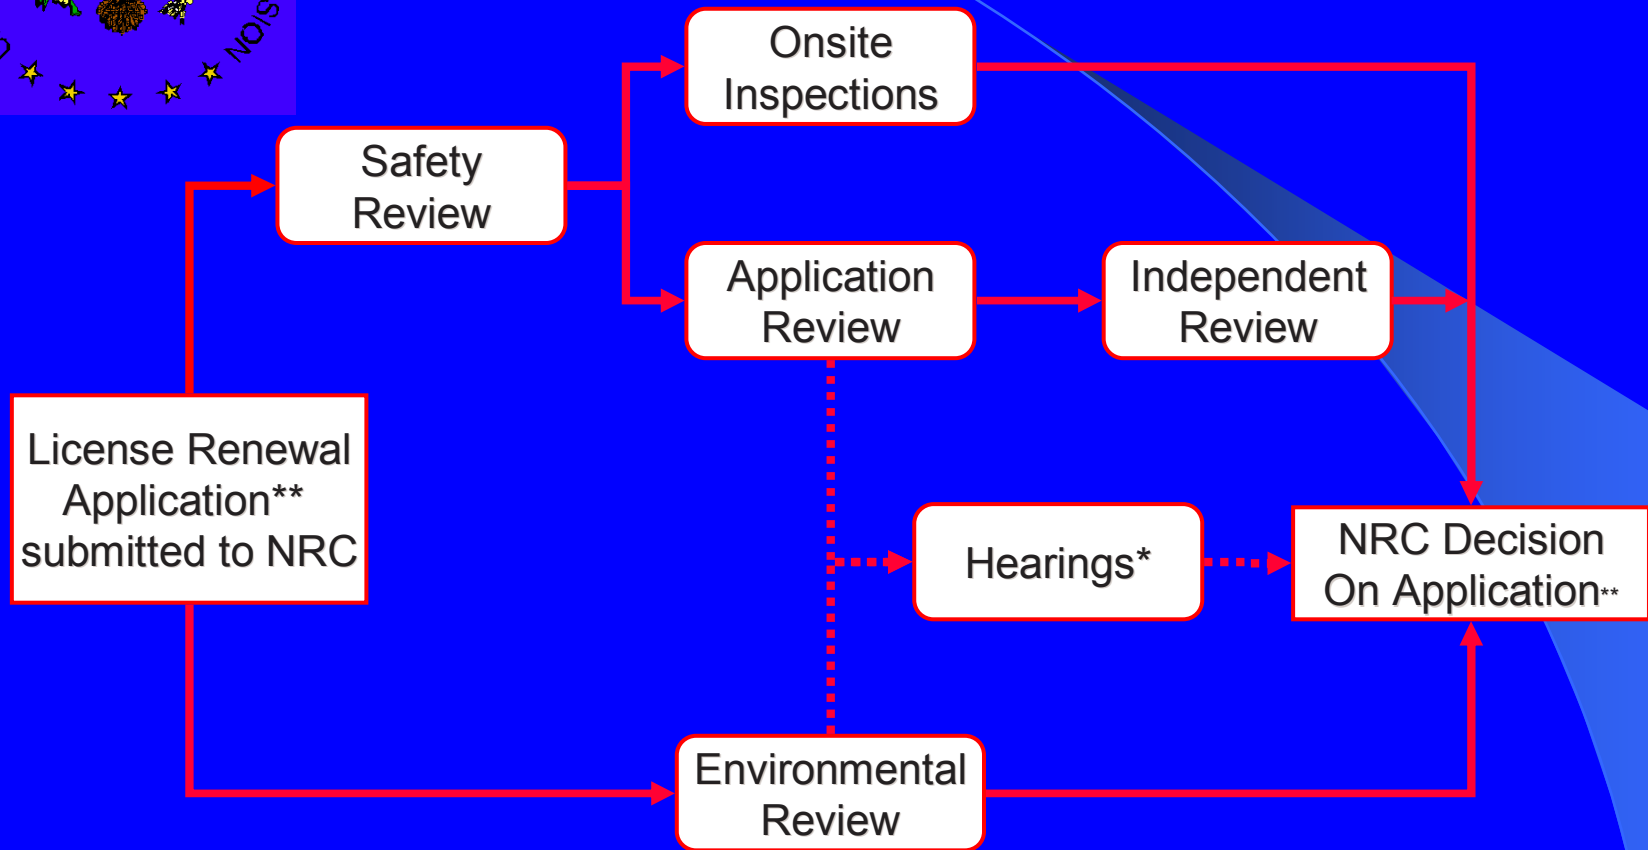 SION
Onsite
Inspections
Safety
Review
Application
Review
Independent
Review
License Renewal
Application**
submitted to NRC
Hearings*
NRC Decision
On Application**
Environmental
Review